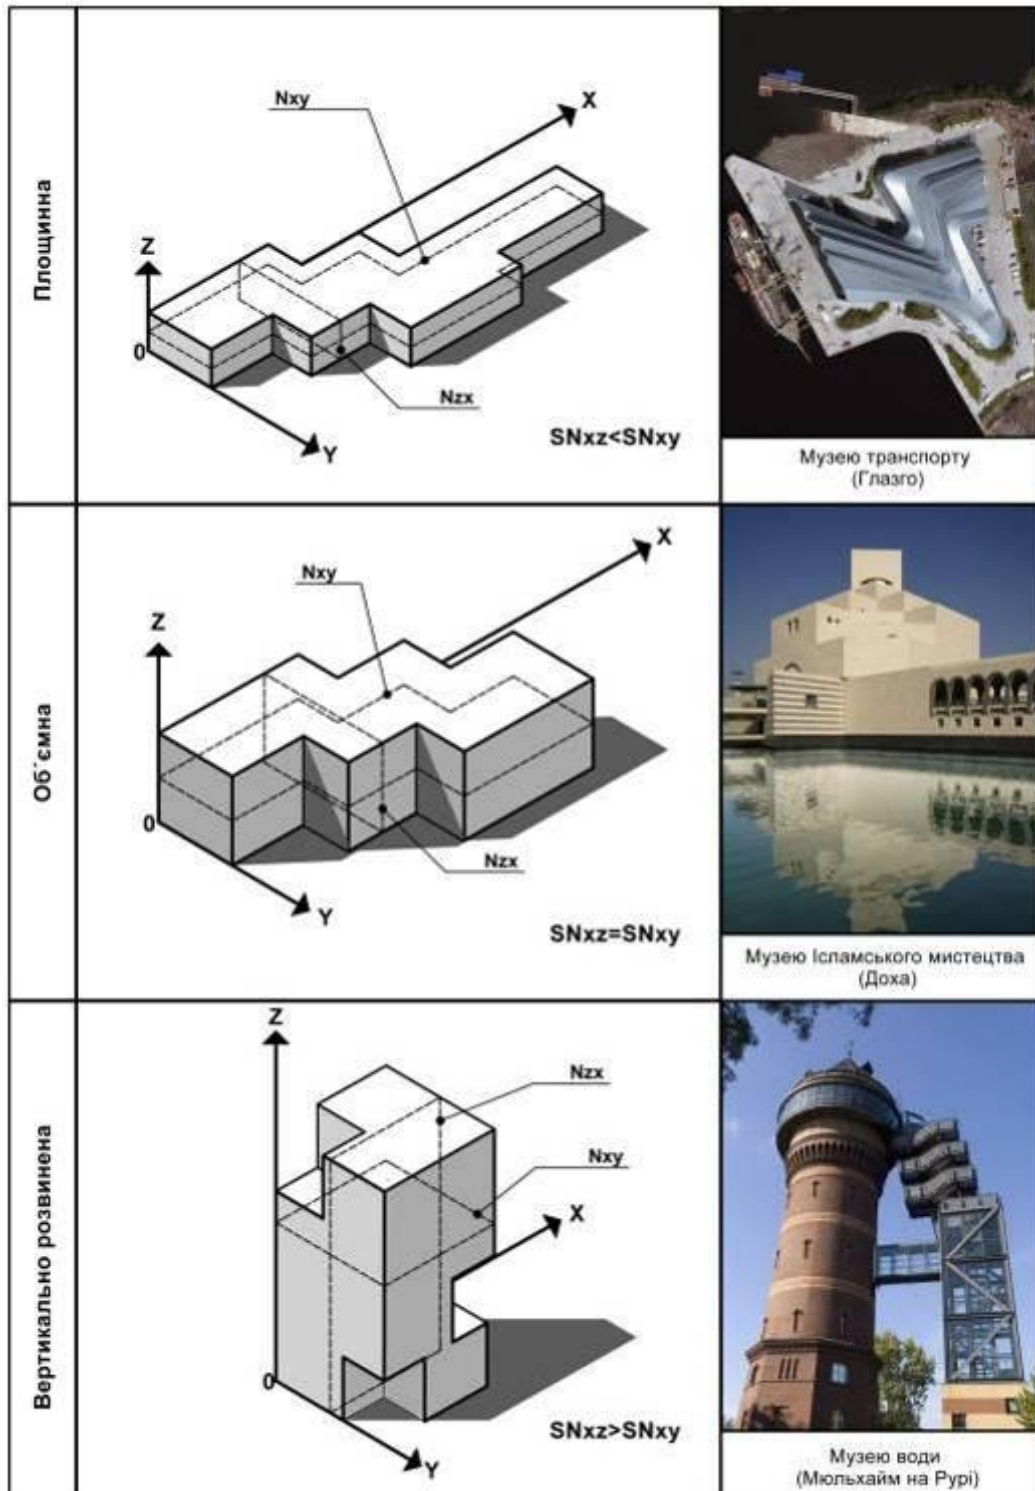 Площинна
Nxy
X
Z
0
Nzx
Y
SNxz<SNxy
Музею транспорту
(Глазго)
Об´ємна
X
Nxy
Z
0
Nzx
Y
SNxz=SNxy
Музею Ісламського мистецтва
(Доха)
Вертикально розвинена
Z
Nzx
Nxy
X
0
Y
SNxz>SNxy
Музею води
(Мюльхайм на Рурі)